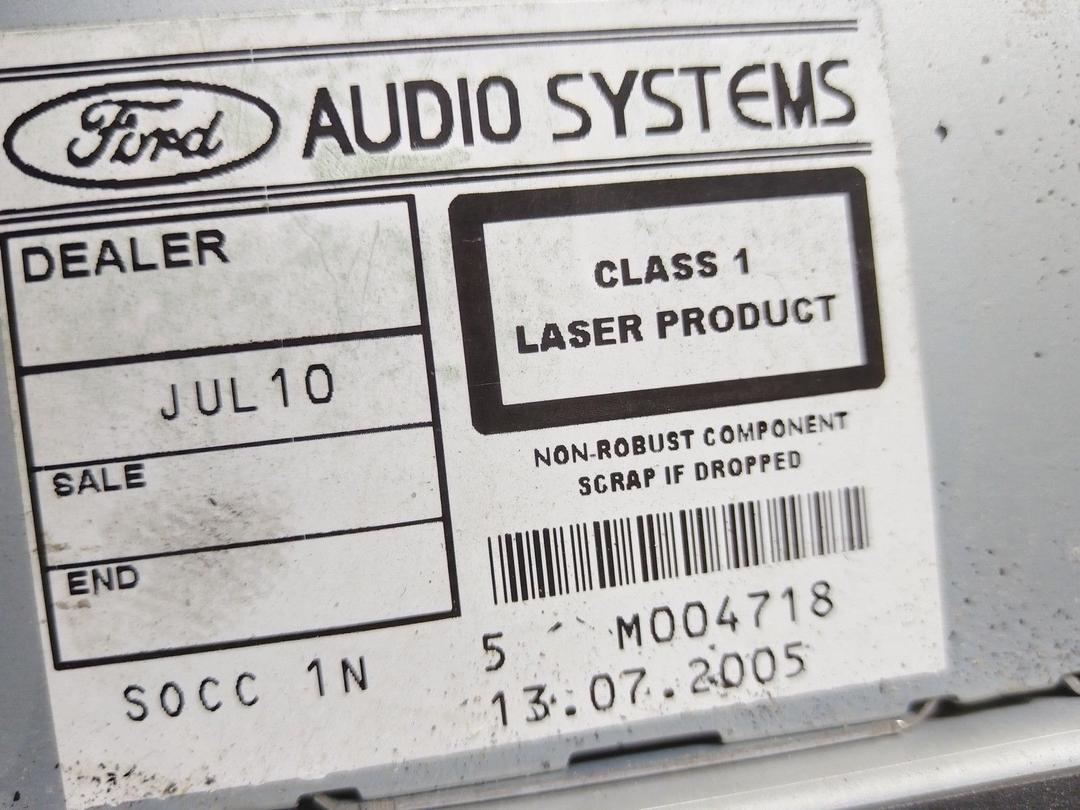 Ford AUDIO SYSTEMS
DEALER
JUL10
SALE
END
SOCC 1N
CLASS 1
LASER PRODUCT
NON-ROBUST COMPONENT
SCRAP IF DROPPED
5 M004718
13.07.2005